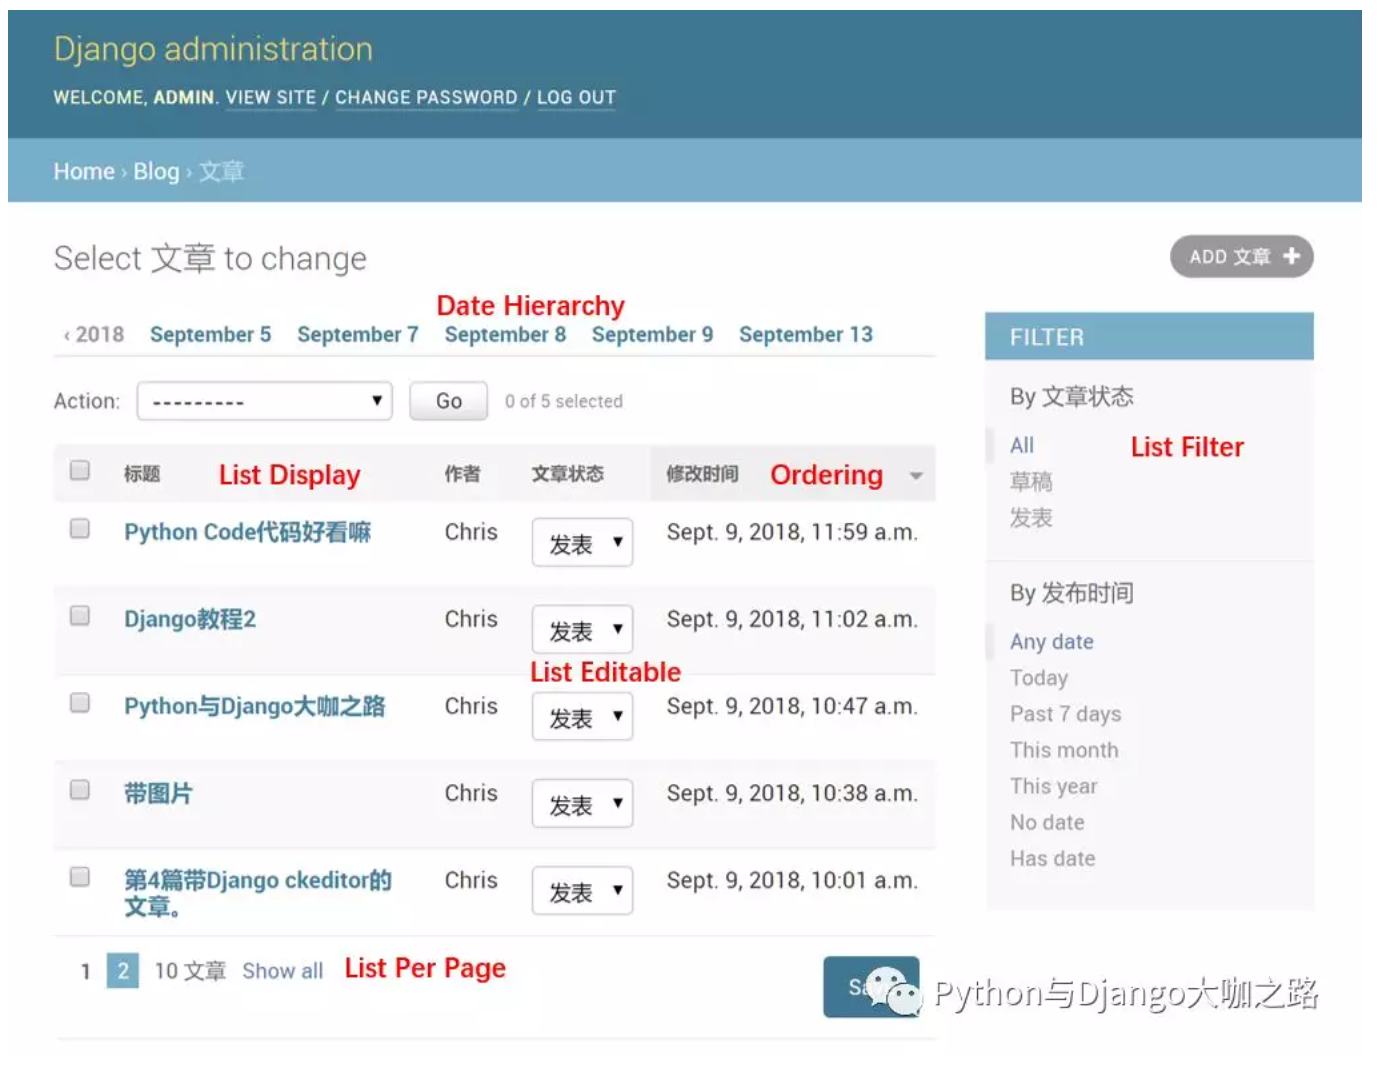 Django administration
WELCOME, ADMIN. VIEW SITE / CHANGE PASSWORD / LOG OUT
Home › Blog › 文章
Select 文章 to change
ADD 文章 +
Date Hierarchy
‹ 2018 September 5 September 7 September 8 September 9 September 13
Action: --------- Go 0 of 5 selected
标题 List Display 作者 文章状态 修改时间 Ordering
Python Code代码好看嘛 Chris 发表 Sept. 9, 2018, 11:59 a.m.
Django教程2 Chris 发表 Sept. 9, 2018, 11:02 a.m.
List Editable
Python与Django大咖之路 Chris 发表 Sept. 9, 2018, 10:47 a.m.
带图片 Chris 发表 Sept. 9, 2018, 10:38 a.m.
第4篇带Django ckeditor的 Chris 发表 Sept. 9, 2018, 10:01 a.m.
文章。
1 2 10 文章 Show all List Per Page
FILTER
By 文章状态
All List Filter
草稿
发表
By 发布时间
Any date
Today
Past 7 days
This month
This year
No date
Has date
Python与Django大咖之路